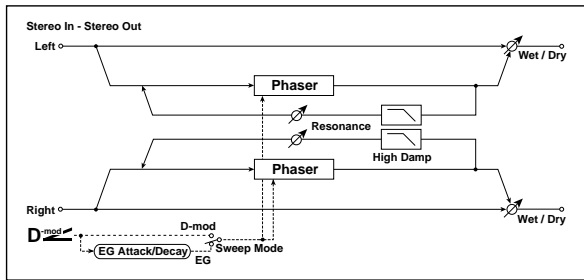 Stereo In - Stereo Out
Left
Wet / Dry
Phaser
Resonance
High Damp
Phaser
Right
Wet / Dry
D-mod
D-mod
EG Attack/Decay
EG
Sweep Mode